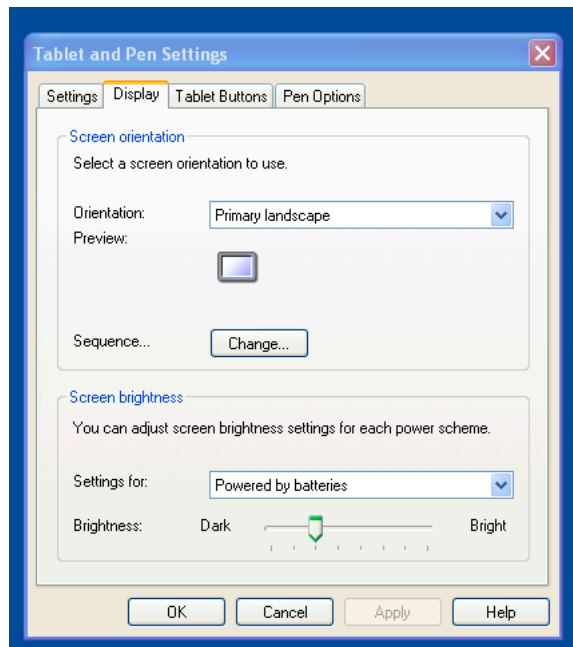 Tablet and Pen Settings
Settings Display Tablet Buttons Pen Options
Screen orientation
Select a screen orientation to use.
Orientation: Primary landscape
Preview:
Sequence... Change...
Screen brightness
You can adjust screen brightness settings for each power scheme.
Settings for: Powered by batteries
Brightness: Dark Bright
OK Cancel Apply Help